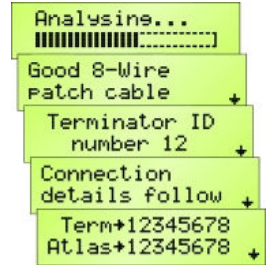 Analysing...
Good 8-Wire
patch cable
Terminator ID
number 12
Connection
details follow
Term→12345678
Atlas→12345678